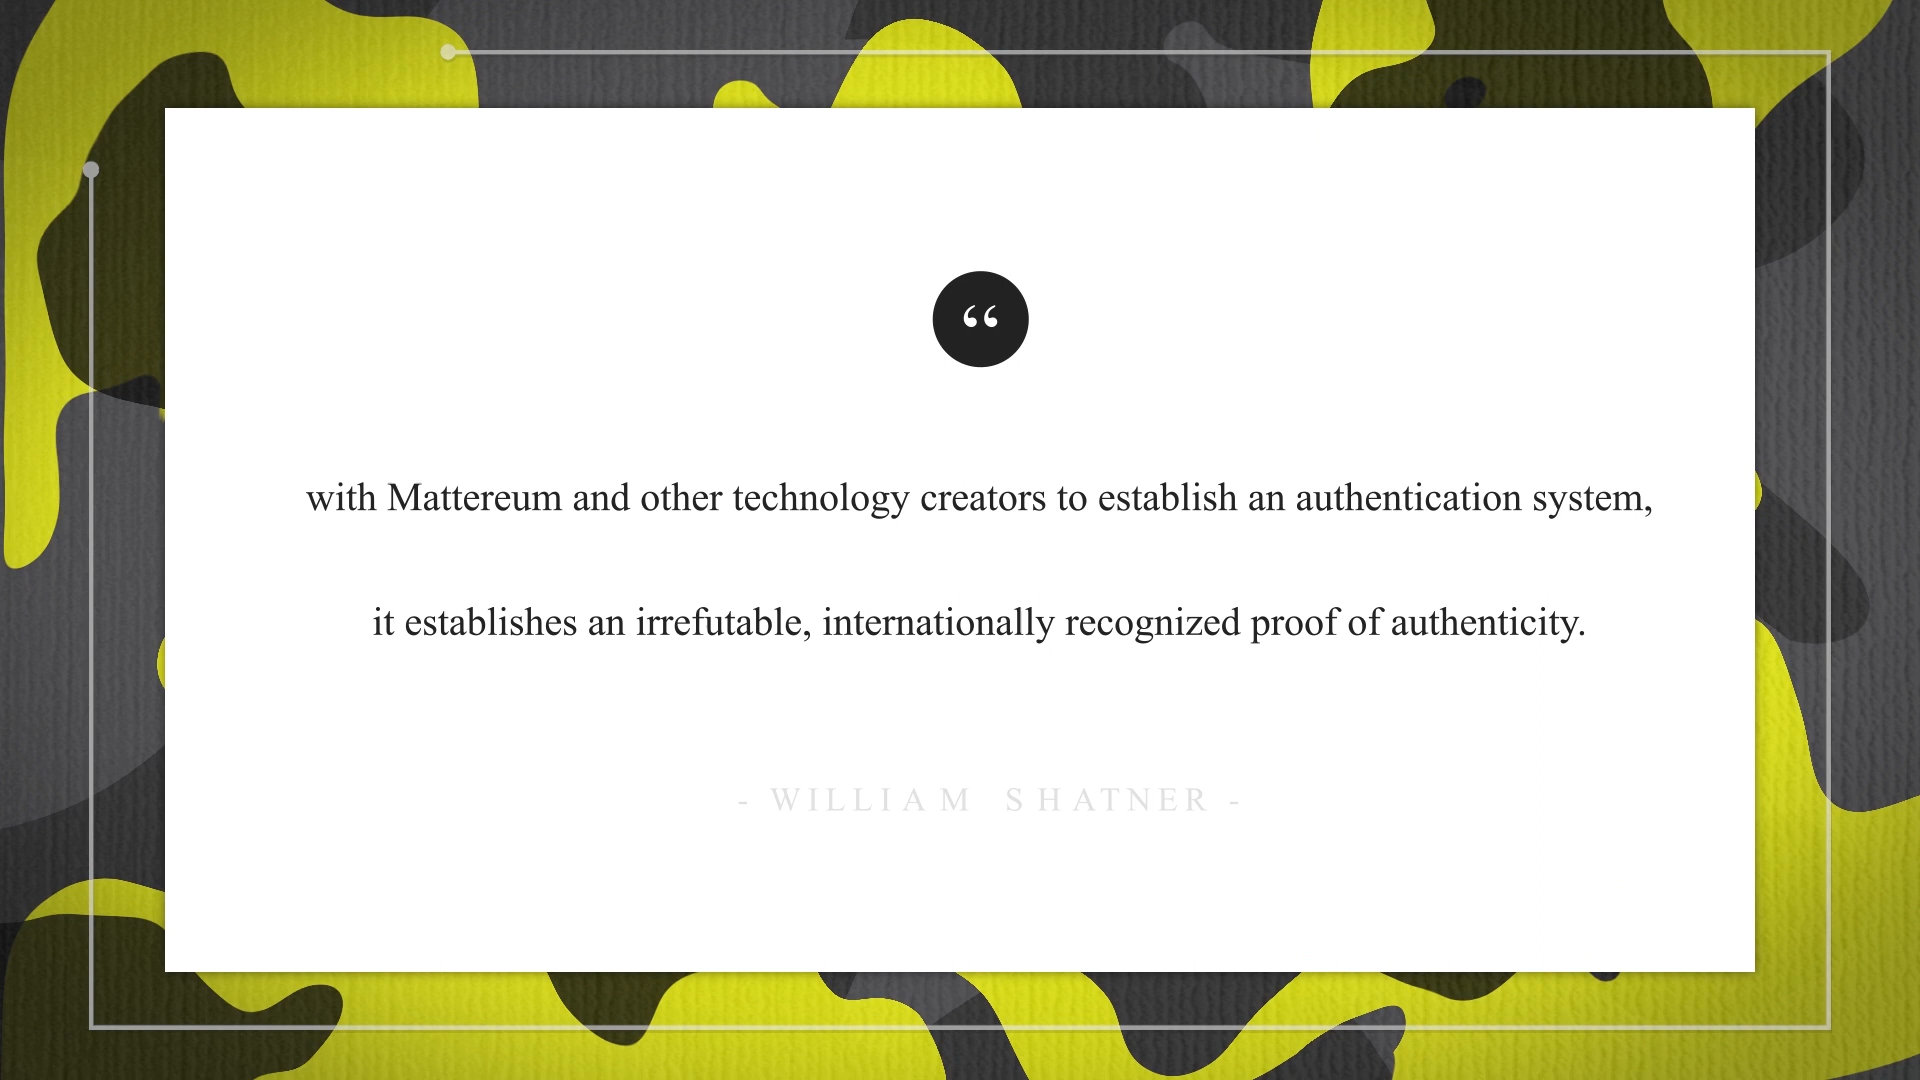 “
with Mattereum and other technology creators to establish an authentication system,
it establishes an irrefutable, internationally recognized proof of authenticity.
- WILLIAM SHATNER -